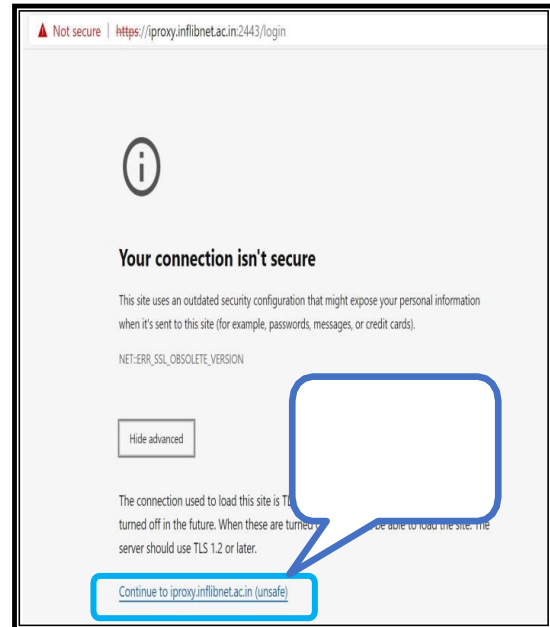 Not secure https://iproxy.inflibnet.ac.in:2443/login
Your connection isn't secure
This site uses an outdated security configuration that might expose your personal information
when it's sent to this site (for example, passwords, messages, or credit cards).
NET::ERR_SSL_OBSOLETE_VERSION
Hide advanced
The connection used to load this site is
turned off in the future. When these are turned be able to load the site. The
server should use TLS 1.2 or later.
Continue to iproxy.inflibnet.ac.in (unsafe)